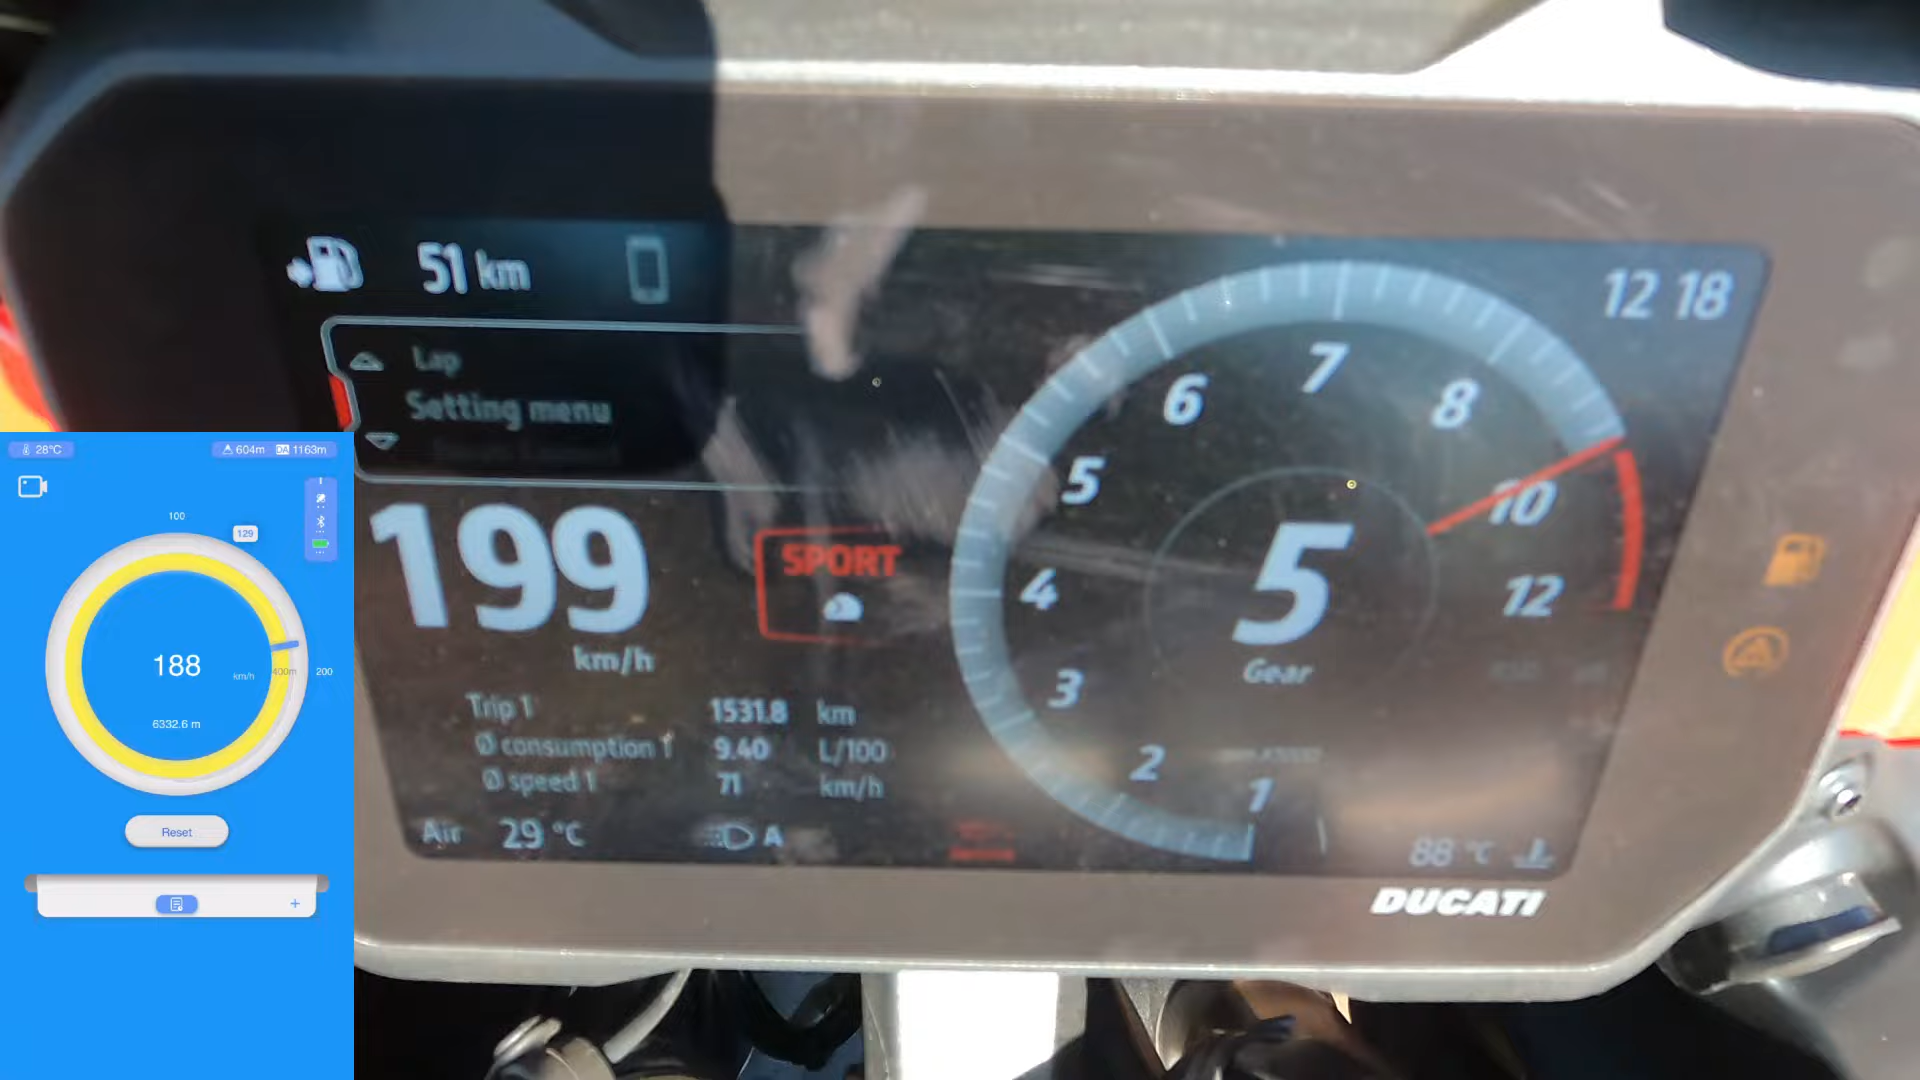 51 km
12 18
Lap
Setting menu
199
km/h
SPORT
Trip 1 1531.8 km
Ø consumption 1 9.40 L/100
Ø speed 1 71 km/h
Air 29 °C
A
1
2
3
4
5
6
7
8
10
12
5
Gear
88 °C
DUCATI
28°C
604m DA 1163m
100
129
188
km/h
400m
200
6332.6 m
Reset
+